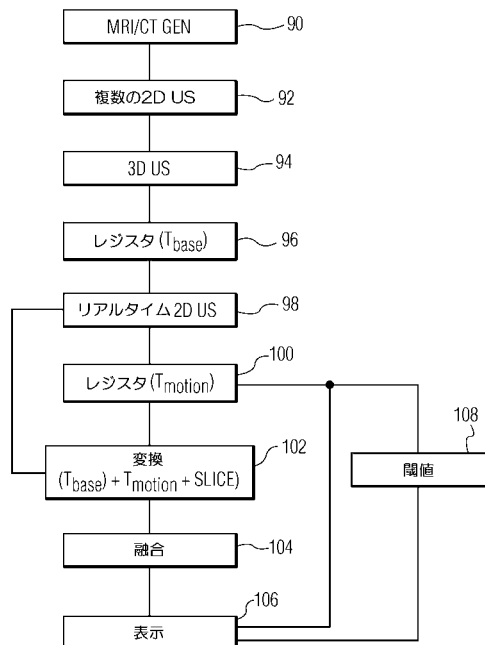 MRI/CT GEN
90
複数の2D US
92
3D US
94
レジスタ(Tbase)
96
リアルタイム2D US
98
レジスタ(Tmotion)
100
変換
(Tbase) + Tmotion + SLICE)
102
閾値
108
融合
104
表示
106